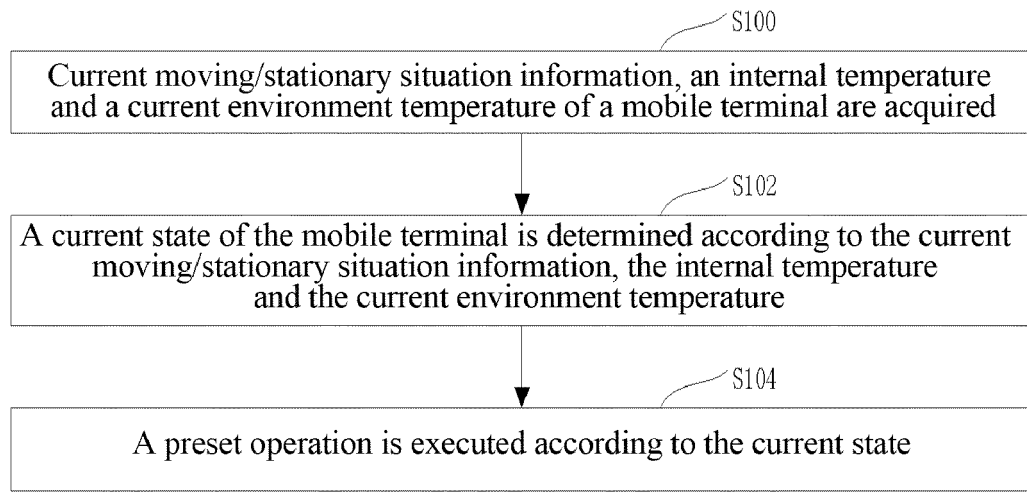 S100
Current moving/stationary situation information, an internal temperature
and a current environment temperature of a mobile terminal are acquired
S102
A current state of the mobile terminal is determined according to the current
moving/stationary situation information, the internal temperature
and the current environment temperature
S104
A preset operation is executed according to the current state